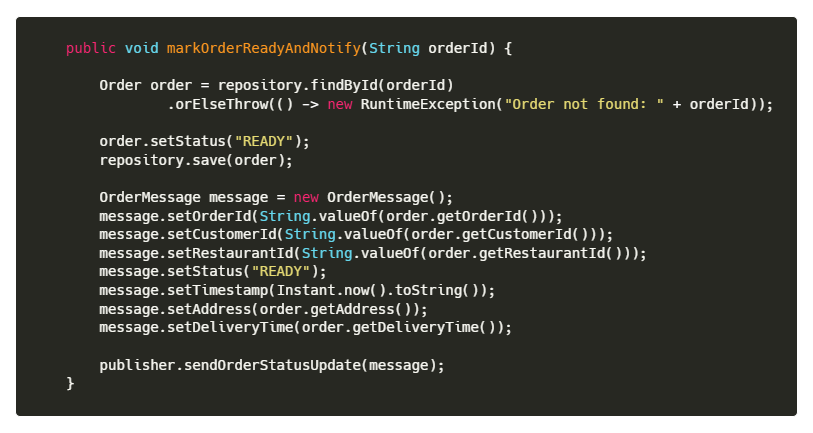 public void markOrderReadyAndNotify(String orderId) {
Order order = repository.findById(orderId)
.orElseThrow(() -> new RuntimeException("Order not found: " + orderId));
order.setStatus("READY");
repository.save(order);
OrderMessage message = new OrderMessage();
message.setOrderId(String.valueOf(order.getOrderId()));
message.setCustomerId(String.valueOf(order.getCustomerId()));
message.setRestaurantId(String.valueOf(order.getRestaurantId()));
message.setStatus("READY");
message.setTimestamp(Instant.now().toString());
message.setAddress(order.getAddress());
message.setDeliveryTime(order.getDeliveryTime());
publisher.sendOrderStatusUpdate(message);
}